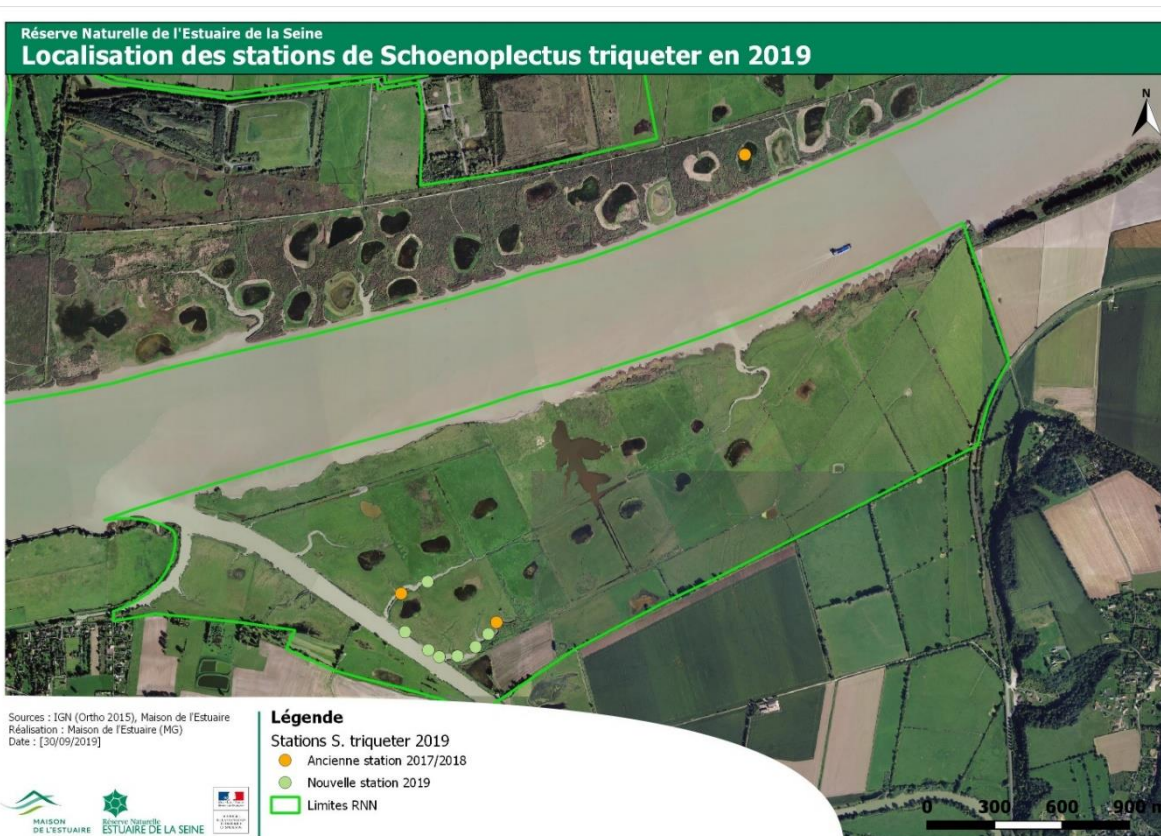 Réserve Naturelle de l'Estuaire de la Seine
Localisation des stations de Schoenoplectus triqueter en 2019
N
Sources : IGN (Ortho 2015), Maison de l'Estuaire
Réalisation : Maison de l'Estuaire (MG)
Date : [30/09/2019]
Légende
Stations S. triqueter 2019
Ancienne station 2017/2018
Nouvelle station 2019
Limites RNN
MAISON
DE L'ESTUAIRE
Réserve Naturelle
ESTUAIRE DE LA SEINE
0 300 600 900 m